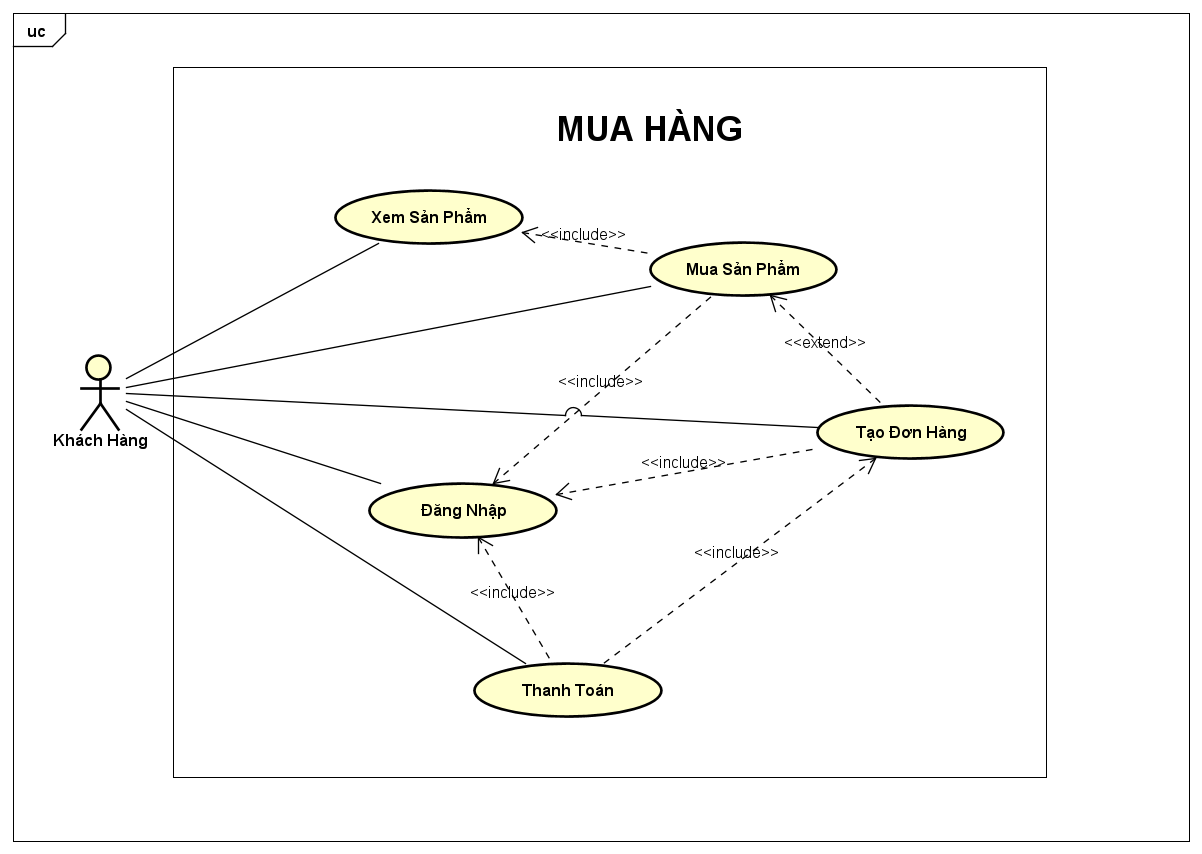 uc
MUA HÀNG
Xem Sản Phẩm
<<include>>
Mua Sản Phẩm
<<extend>>
<<include>>
Khách Hàng
Tạo Đơn Hàng
<<include>>
Đăng Nhập
<<include>>
<<include>>
Thanh Toán